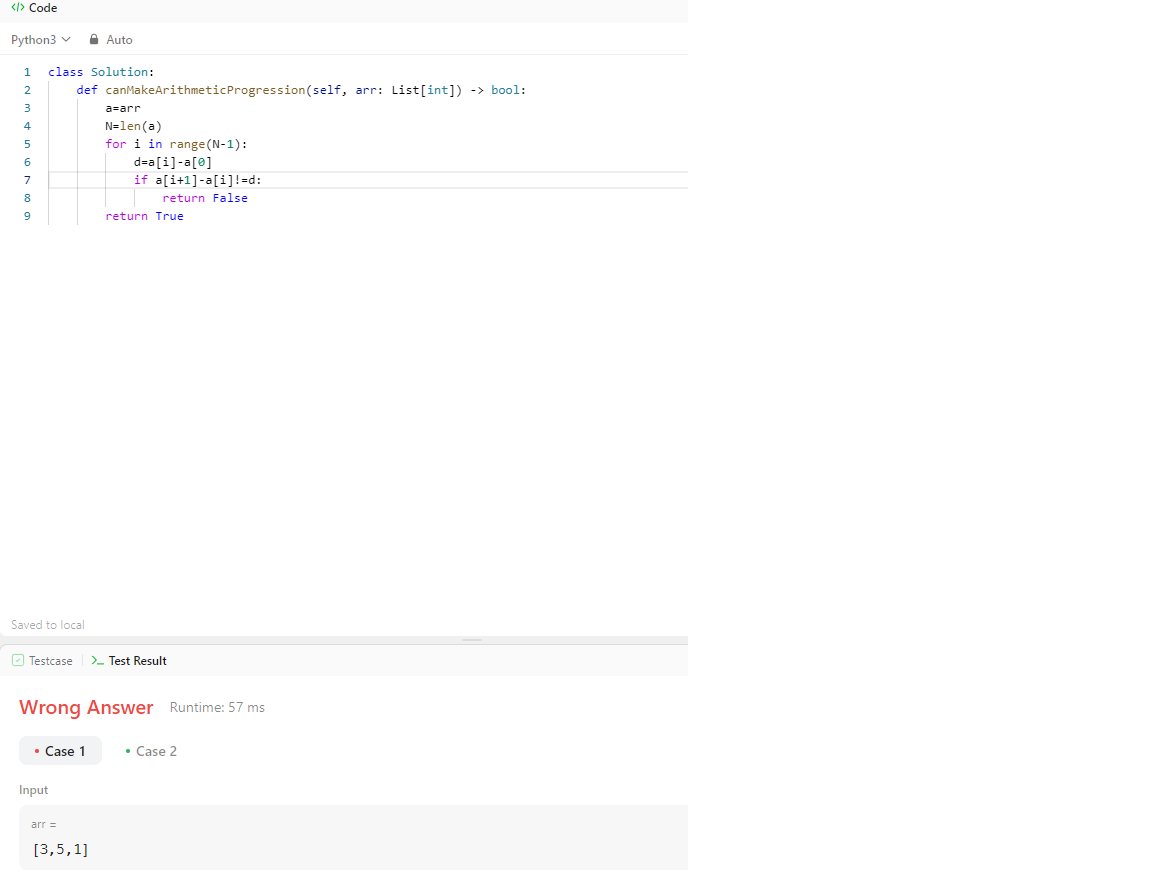 </> Code
Python3 Auto
1 class Solution:
2     def canMakeArithmeticProgression(self, arr: List[int]) -> bool:
3         a=arr
4         N=len(a)
5         for i in range(N-1):
6             d=a[i]-a[0]
7             if a[i+1]-a[i]!=d:
8                 return False
9         return True
Saved to local
Testcase >_ Test Result
Wrong Answer Runtime: 57 ms
• Case 1 • Case 2
Input
arr =
[3,5,1]